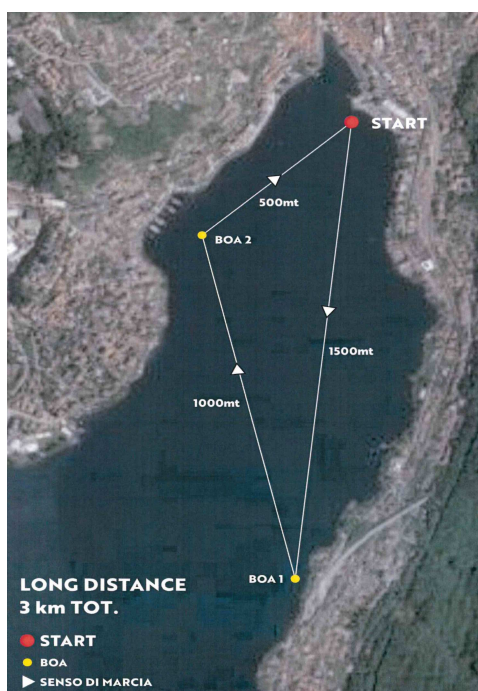 START
500mt
BOA 2
1500mt
1000mt
BOA 1
LONG DISTANCE
3 km TOT.
START
BOA
SENSO DI MARCIA